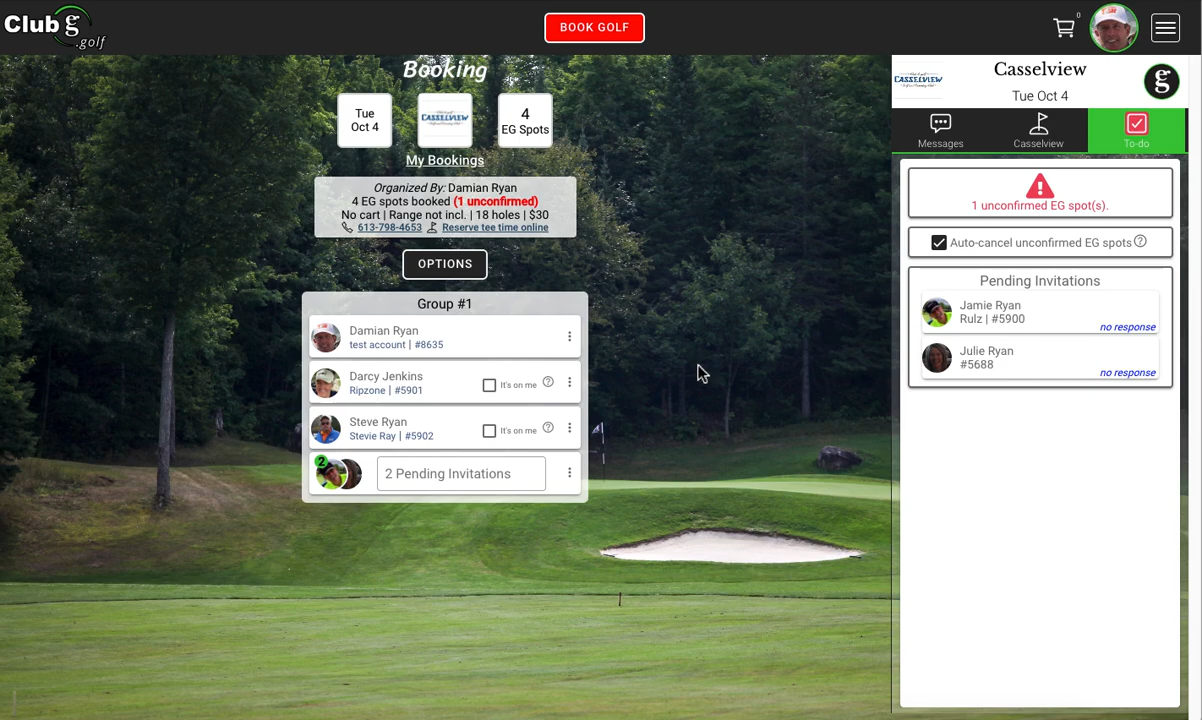 Club g
.golf
BOOK GOLF
0
Booking
Tue
Oct 4
CASSELVIEW
4
EG Spots
My Bookings
Organized By: Damian Ryan
4 EG spots booked (1 unconfirmed)
No cart | Range not incl. | 18 holes | $30
613-798-4653 Reserve tee time online
OPTIONS
Group #1
Damian Ryan
test account | #8635
Darcy Jenkins
Ripzone | #5901
It's on me
Steve Ryan
Stevie Ray | #5902
It's on me
2
2 Pending Invitations
CASSELVIEW
Casselview
Tue Oct 4
g
Messages
Casselview
To-do
1 unconfirmed EG spot(s).
Auto-cancel unconfirmed EG spots
Pending Invitations
Jamie Ryan
Rulz | #5900
no response
Julie Ryan
#5688
no response